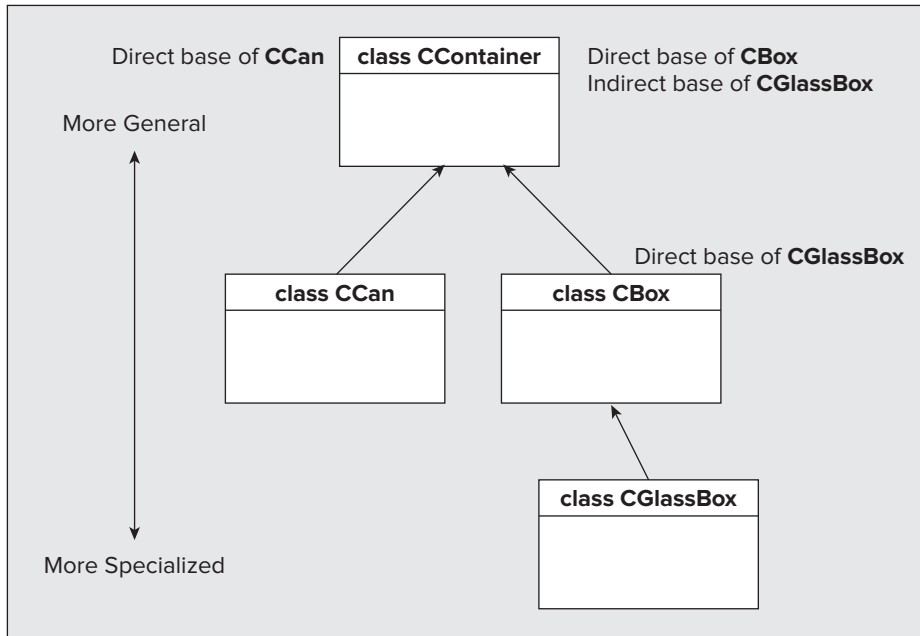 Direct base of CCan
class CContainer
Direct base of CBox
Indirect base of CGlassBox
More General
Direct base of CGlassBox
class CCan
class CBox
class CGlassBox
More Specialized